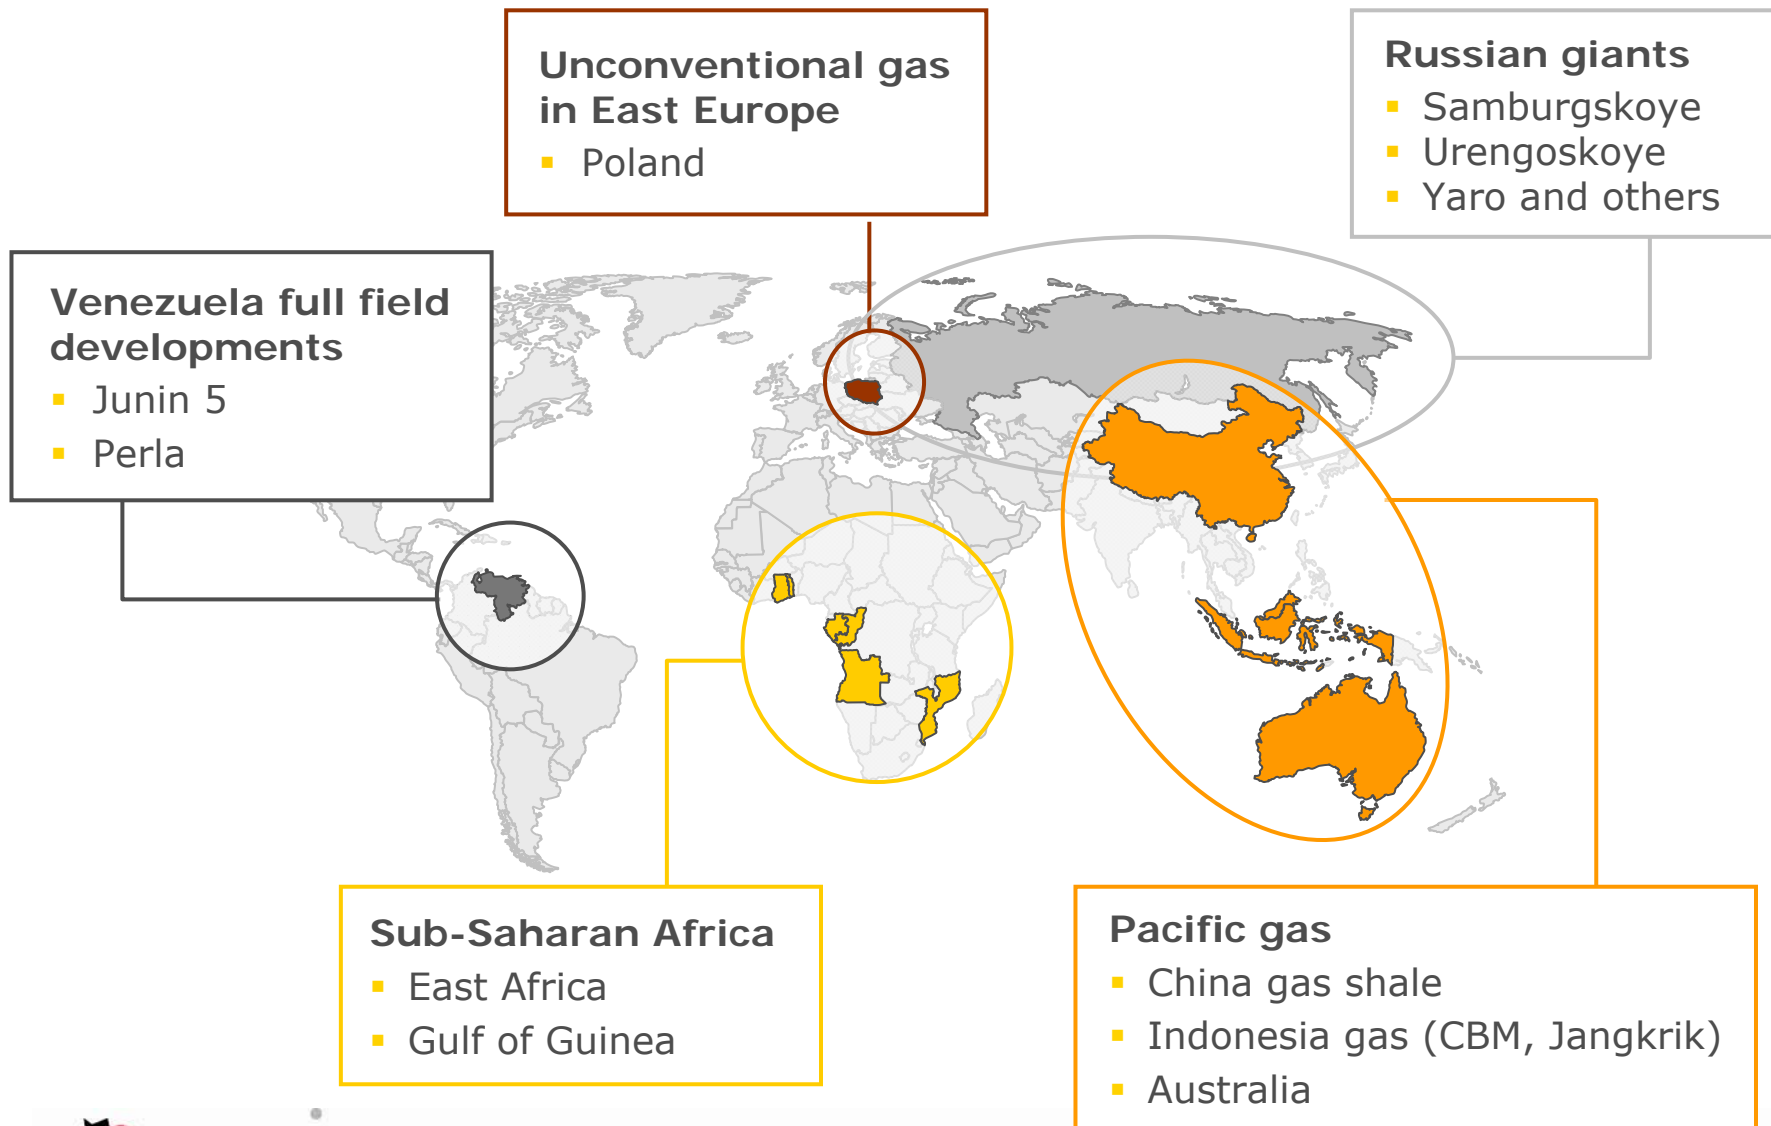 Unconventional gas
in East Europe
▪ Poland
Russian giants
▪ Samburgskoye
▪ Urengoskoye
▪ Yaro and others
Venezuela full field
developments
▪ Junin 5
▪ Perla
Sub-Saharan Africa
▪ East Africa
▪ Gulf of Guinea
Pacific gas
▪ China gas shale
▪ Indonesia gas (CBM, Jangkrik)
▪ Australia